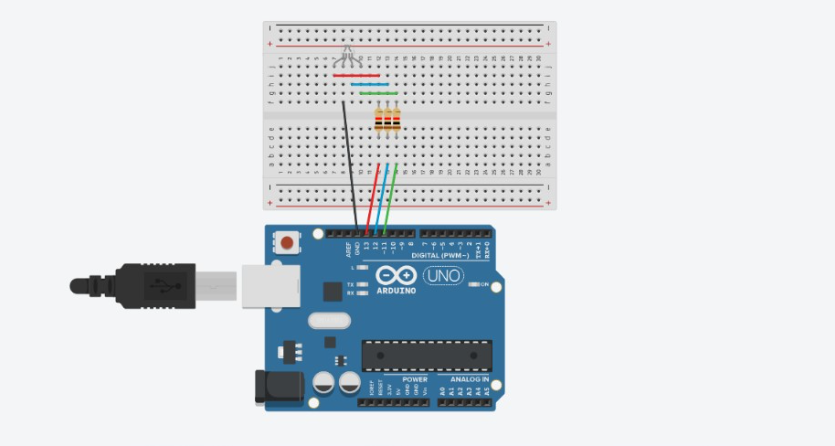 j
i
h
g
f
e
d
c
b
a
AREF
GND
13
12
~11
~10
~9
8
7
~6
~5
4
~3
2
TX→1
RX←0
DIGITAL (PWM~)
L
TX
RX
UNO
ON
ARDUINO
POWER
ANALOG IN
IOREF
RESET
3.3V
5V
GND
GND
Vin
A0
A1
A2
A3
A4
A5